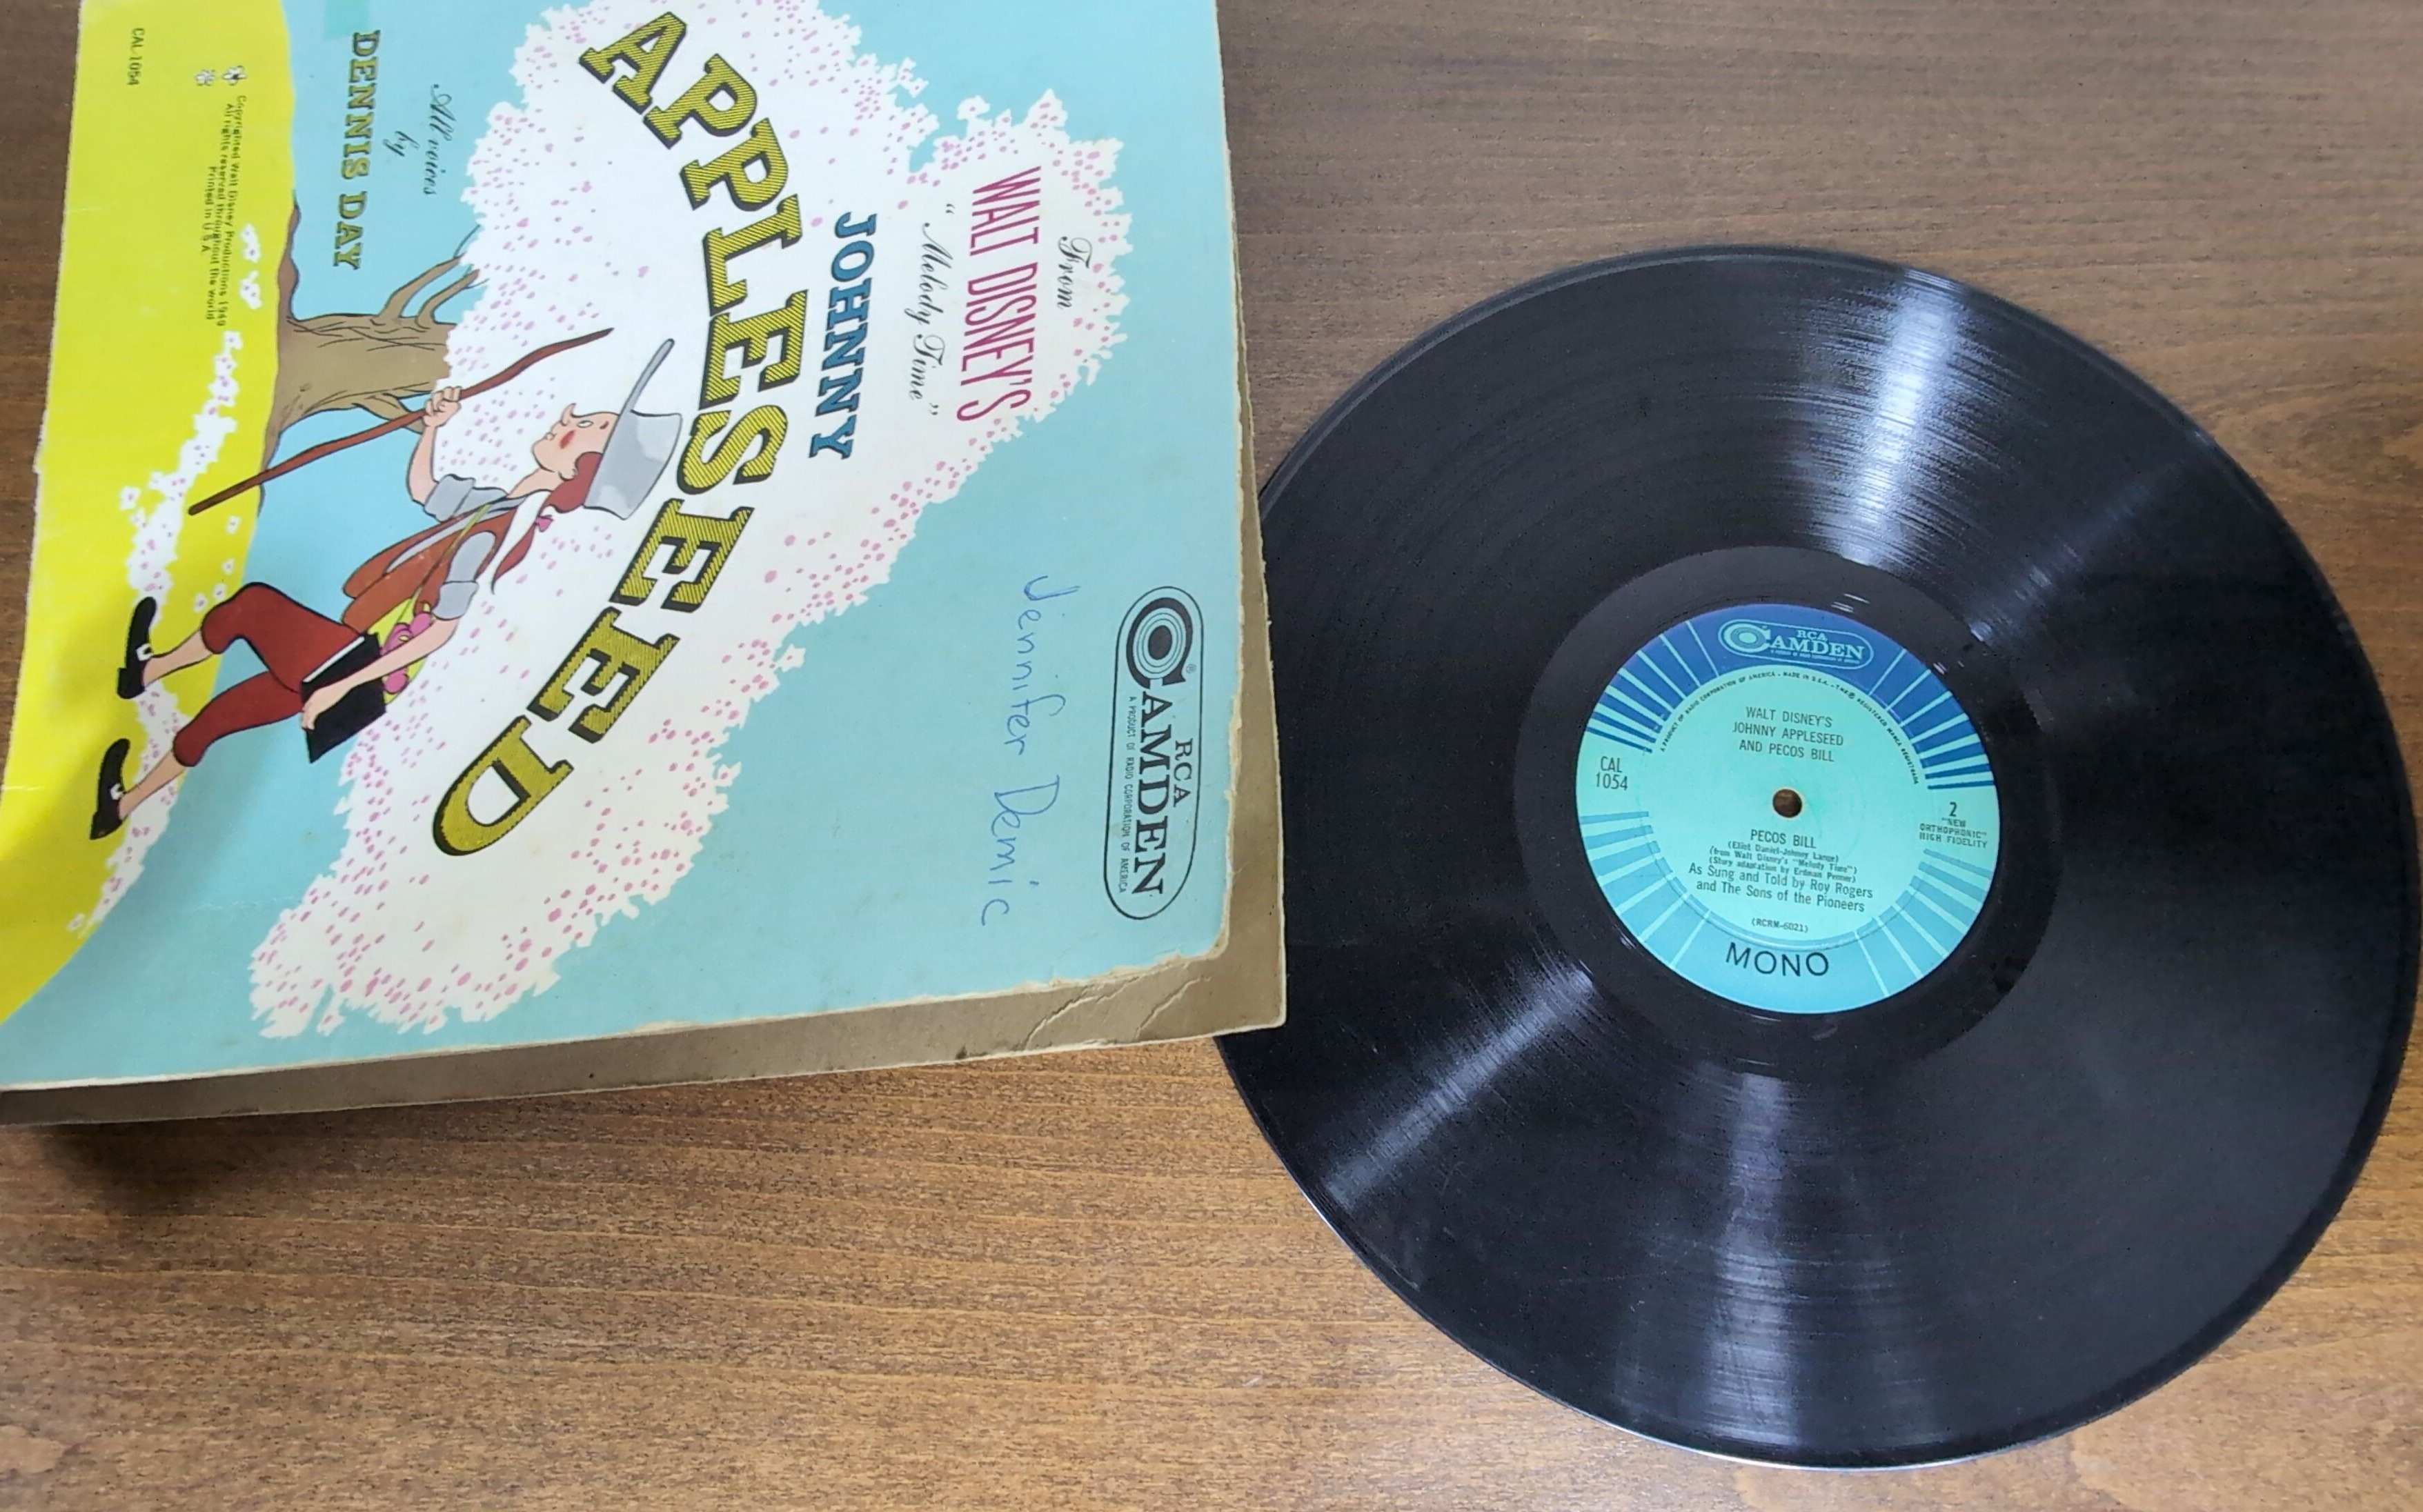 From
WALT DISNEY'S
"Melody Time"
JOHNNY
APPLESEED
All voices
by
DENNIS DAY
Copyrighted Walt Disney Productions 1949
All rights reserved throughout the world
Printed in U.S.A.
CAL 1054
RCA
CAMDEN®
A PRODUCT OF RADIO CORPORATION OF AMERICA
Jennifer Demic
RCA
CAMDEN
WALT DISNEY'S
JOHNNY APPLESEED
AND PECOS BILL
CAL
1054
2
"NEW
ORTHOPHONIC"
HIGH FIDELITY
PECOS BILL
(Eliot Daniel-Johnny Lange)
(from Walt Disney's "Melody Time")
(Story adaptation by Erdman Penner)
As Sung and Told by Roy Rogers
and The Sons of the Pioneers
(RCRM-6021)
MONO